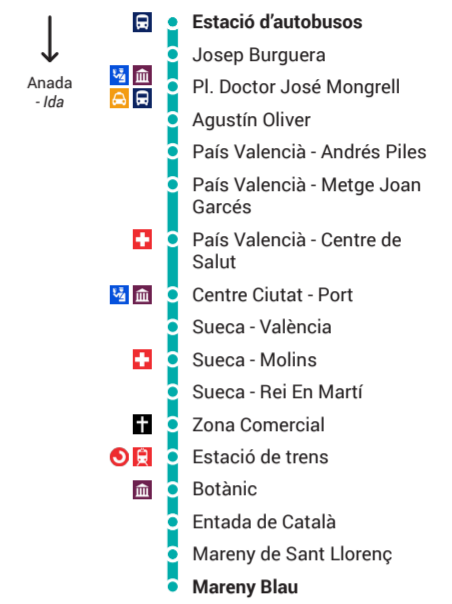 Estació d’autobusos
Josep Burguera
Anada
- Ida
Pl. Doctor José Mongrell
Agustín Oliver
País Valencià - Andrés Piles
País Valencià - Metge Joan
Garcés
País Valencià - Centre de
Salut
Centre Ciutat - Port
Sueca - València
Sueca - Molins
Sueca - Rei En Martí
Zona Comercial
Estació de trens
Botànic
Entada de Català
Mareny de Sant Llorenç
Mareny Blau